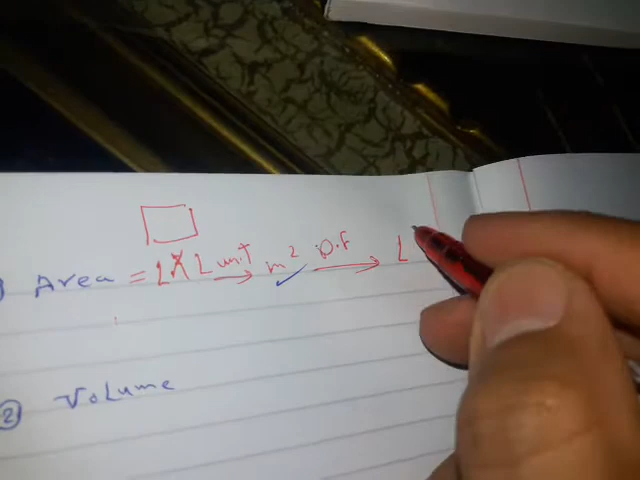 Area = L X L unit → m² D.F → L
② Volume